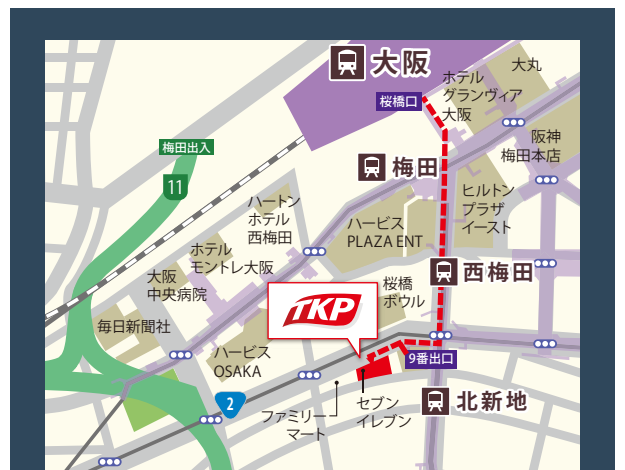 大阪
大丸
ホテル
グランヴィア
大阪
桜橋口
阪神
梅田本店
梅田出入
11
梅田
ヒルトン
プラザ
イースト
ハートン
ホテル
西梅田
ハービス
PLAZA ENT
ホテル
モントレ大阪
西梅田
大阪
中央病院
桜橋
ボウル
TKP
毎日新聞社
ハービス
OSAKA
9番出口
2
ファミリー
マート
セブン
イレブン
北新地